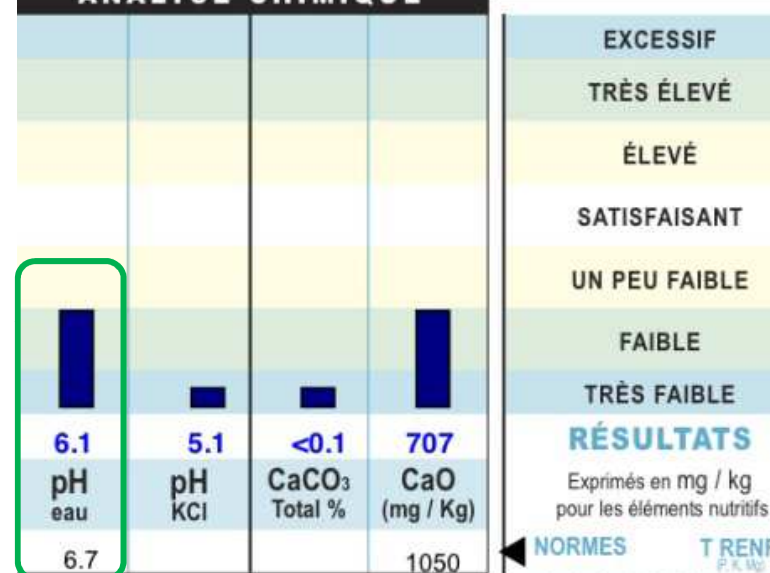 ANALYSE CHIMIQUE
EXCESSIF
TRÈS ÉLEVÉ
ÉLEVÉ
SATISFAISANT
UN PEU FAIBLE
FAIBLE
TRÈS FAIBLE
6.1 5.1 <0.1 707 RÉSULTATS
pH eau
pH KCl
CaCO₃ Total %
CaO (mg / Kg)
Exprimés en mg / kg
pour les éléments nutritifs
6.7 1050 NORMES